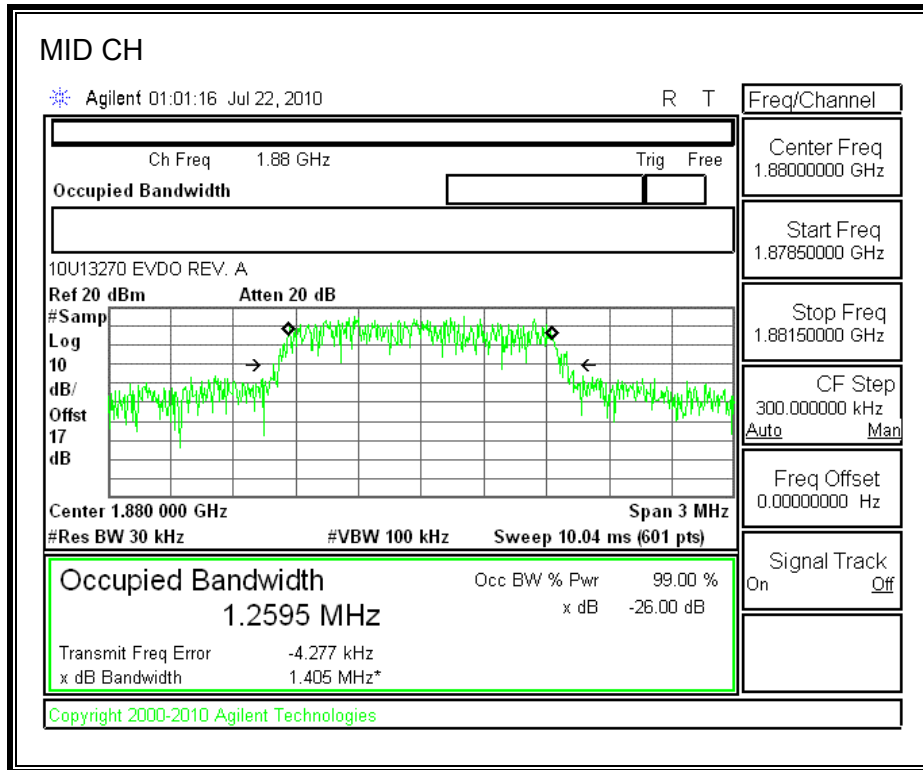 MID CH
Agilent 01:01:16 Jul 22, 2010 R T
Freq/Channel
Ch Freq 1.88 GHz Trig Free
Occupied Bandwidth
Center Freq
1.88000000 GHz
Start Freq
1.87850000 GHz
10U13270 EVDO REV. A
Ref 20 dBm Atten 20 dB
#Samp
Log
10
dB/
Offst
17
dB
Stop Freq
1.88150000 GHz
CF Step
300.000000 kHz
Auto Man
Freq Offset
0.00000000 Hz
Center 1.880 000 GHz Span 3 MHz
#Res BW 30 kHz #VBW 100 kHz Sweep 10.04 ms (601 pts)
Signal Track
On Off
Occupied Bandwidth
1.2595 MHz
Occ BW % Pwr 99.00 %
x dB -26.00 dB
Transmit Freq Error -4.277 kHz
x dB Bandwidth 1.405 MHz*
Copyright 2000-2010 Agilent Technologies